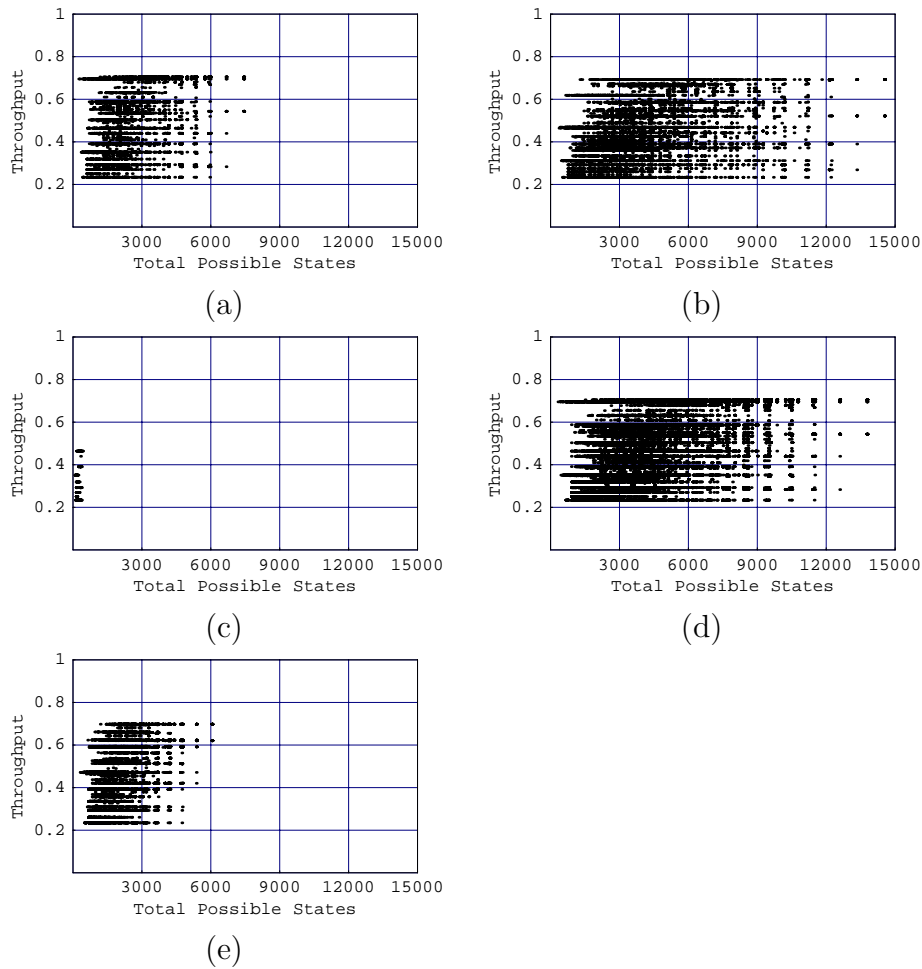 1 1
0.8 0.8
0.6 0.6
0.4 0.4
0.2 0.2
Throughput Throughput
3000 6000 9000 12000 15000 3000 6000 9000 12000 15000
Total Possible States Total Possible States
(a) (b)
1 1
0.8 0.8
0.6 0.6
0.4 0.4
0.2 0.2
Throughput Throughput
3000 6000 9000 12000 15000 3000 6000 9000 12000 15000
Total Possible States Total Possible States
(c) (d)
1
0.8
0.6
0.4
0.2
Throughput
3000 6000 9000 12000 15000
Total Possible States
(e)